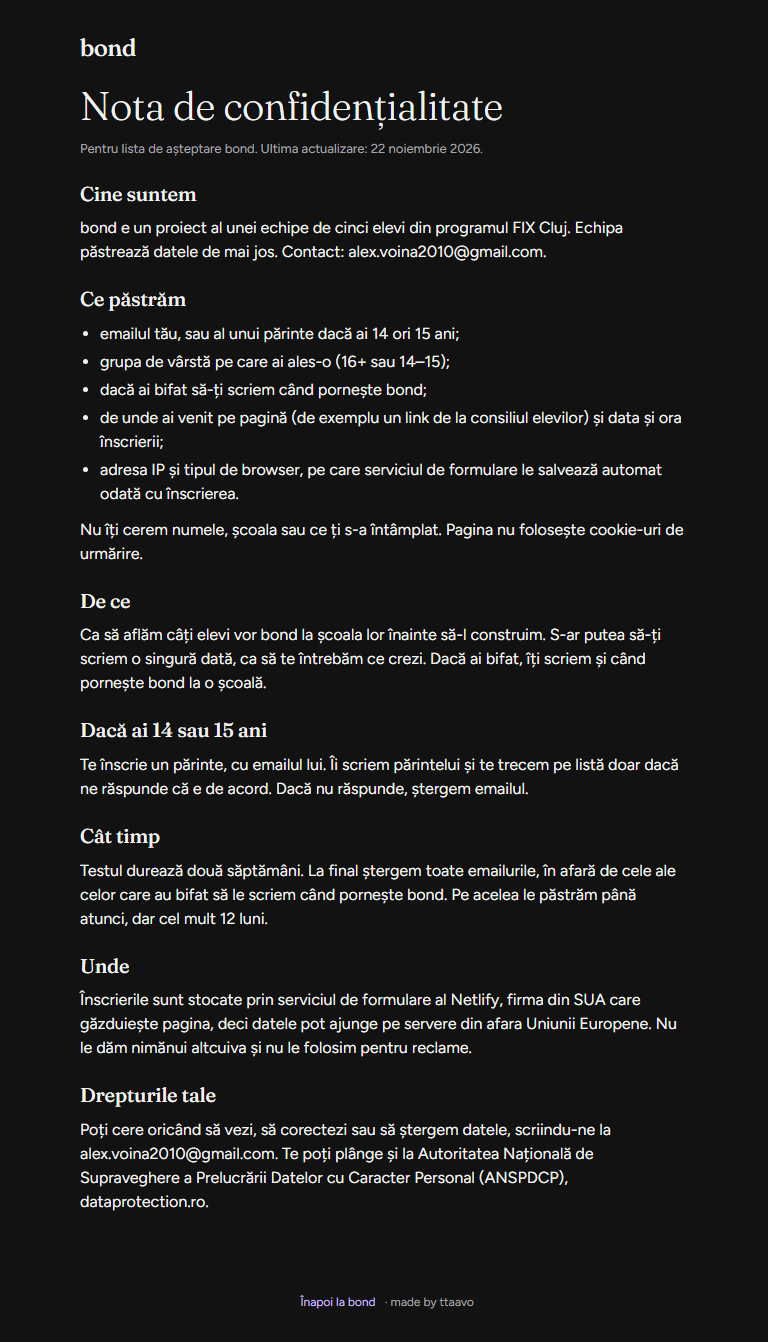 bond
Nota de confidențialitate
Pentru lista de așteptare bond. Ultima actualizare: 22 noiembrie 2026.
Cine suntem
bond e un proiect al unei echipe de cinci elevi din programul FIX Cluj. Echipa
păstrează datele de mai jos. Contact: alex.voina2010@gmail.com.
Ce păstrăm
• emailul tău, sau al unui părinte dacă ai 14 ori 15 ani;
• grupa de vârstă pe care ai ales-o (16+ sau 14–15);
• dacă ai bifat să-ți scriem când pornește bond;
• de unde ai venit pe pagină (de exemplu un link de la consiliul elevilor) și data și ora
înscrierii;
• adresa IP și tipul de browser, pe care serviciul de formulare le salvează automat
odată cu înscrierea.
Nu îți cerem numele, școala sau ce ți s-a întâmplat. Pagina nu folosește cookie-uri de
urmărire.
De ce
Ca să aflăm câți elevi vor bond la școala lor înainte să-l construim. S-ar putea să-ți
scriem o singură dată, ca să te întrebăm ce crezi. Dacă ai bifat, îți scriem și când
pornește bond la o școală.
Dacă ai 14 sau 15 ani
Te înscrie un părinte, cu emailul lui. Îi scriem părintelui și te trecem pe listă doar dacă
ne răspunde că e de acord. Dacă nu răspunde, ștergem emailul.
Cât timp
Testul durează două săptămâni. La final ștergem toate emailurile, în afară de cele ale
celor care au bifat să le scriem când pornește bond. Pe acelea le păstrăm până
atunci, dar cel mult 12 luni.
Unde
Înscrierile sunt stocate prin serviciul de formulare al Netlify, firma din SUA care
găzduiește pagina, deci datele pot ajunge pe servere din afara Uniunii Europene. Nu
le dăm nimănui altcuiva și nu le folosim pentru reclame.
Drepturile tale
Poți cere oricând să vezi, să corectezi sau să ștergem datele, scriindu-ne la
alex.voina2010@gmail.com. Te poți plânge și la Autoritatea Națională de
Supraveghere a Prelucrării Datelor cu Caracter Personal (ANSPDCP),
dataprotection.ro.
Înapoi la bond · made by ttaavo